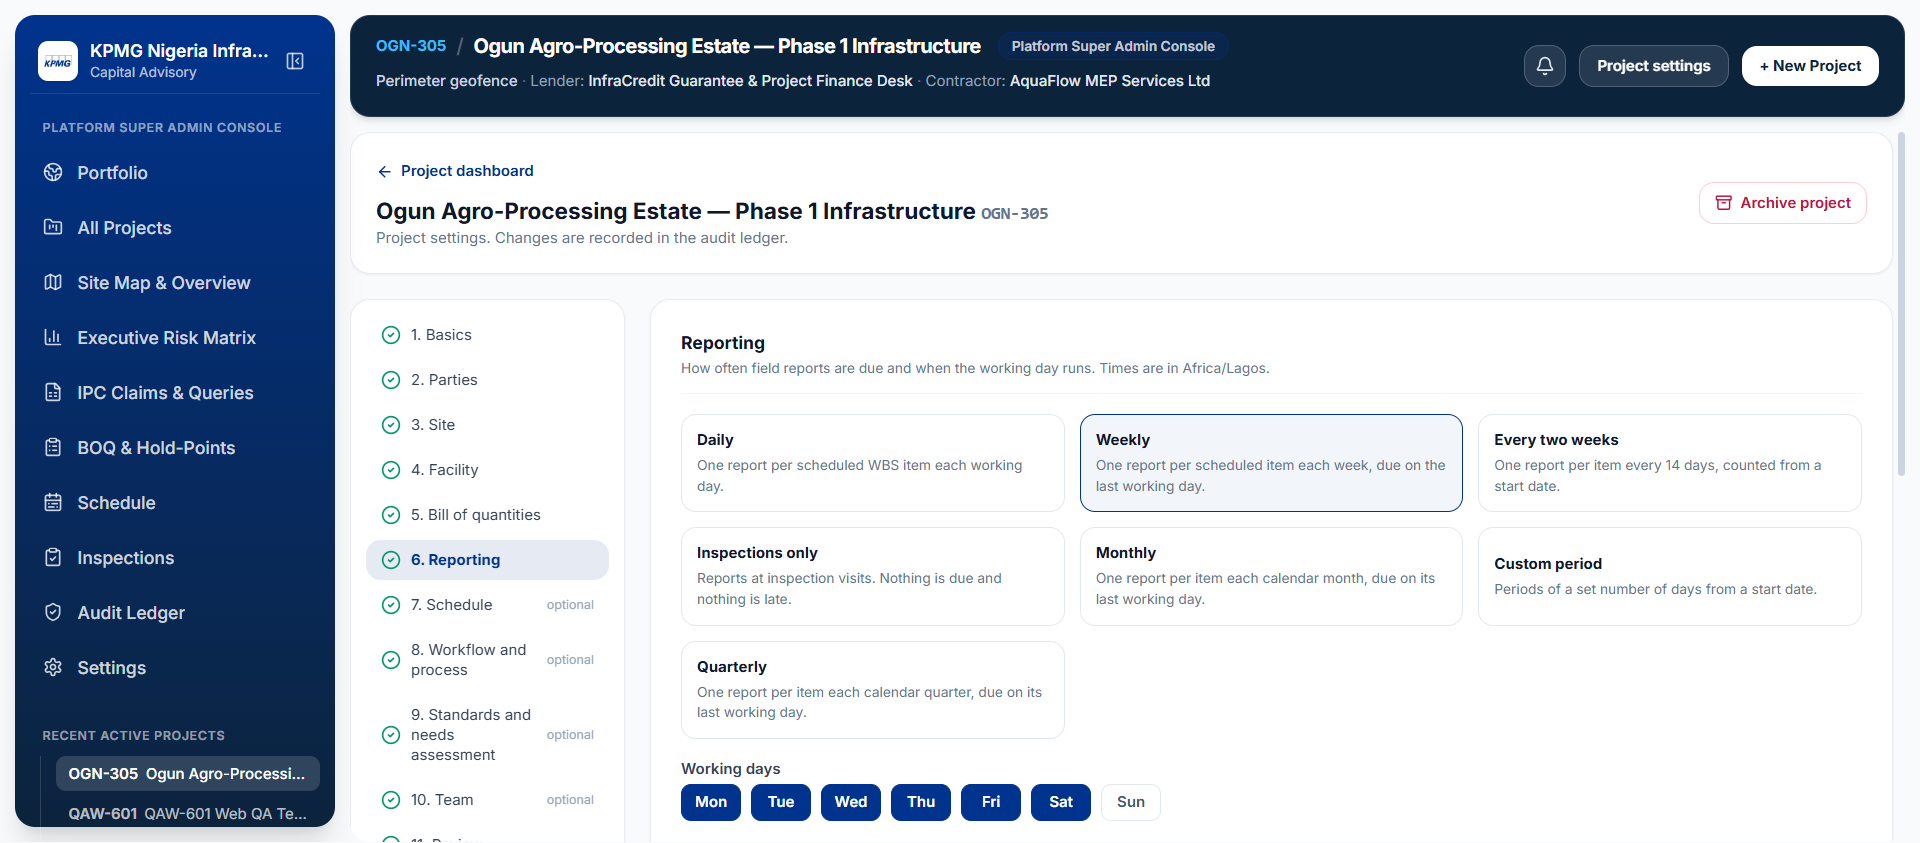 KPMG
KPMG Nigeria Infra...
Capital Advisory
PLATFORM SUPER ADMIN CONSOLE
Portfolio
All Projects
Site Map & Overview
Executive Risk Matrix
IPC Claims & Queries
BOQ & Hold-Points
Schedule
Inspections
Audit Ledger
Settings
RECENT ACTIVE PROJECTS
OGN-305 Ogun Agro-Processi...
QAW-601 QAW-601 Web QA Te...
OGN-305 / Ogun Agro-Processing Estate — Phase 1 Infrastructure Platform Super Admin Console
Perimeter geofence · Lender: InfraCredit Guarantee & Project Finance Desk · Contractor: AquaFlow MEP Services Ltd
Project settings
+ New Project
← Project dashboard
Ogun Agro-Processing Estate — Phase 1 Infrastructure OGN-305
Project settings. Changes are recorded in the audit ledger.
Archive project
1. Basics
2. Parties
3. Site
4. Facility
5. Bill of quantities
6. Reporting
7. Schedule optional
8. Workflow and
process
optional
9. Standards and
needs
assessment
optional
10. Team optional
Reporting
How often field reports are due and when the working day runs. Times are in Africa/Lagos.
Daily
One report per scheduled WBS item each working
day.
Weekly
One report per scheduled item each week, due on the
last working day.
Every two weeks
One report per item every 14 days, counted from a
start date.
Inspections only
Reports at inspection visits. Nothing is due and
nothing is late.
Monthly
One report per item each calendar month, due on its
last working day.
Custom period
Periods of a set number of days from a start date.
Quarterly
One report per item each calendar quarter, due on its
last working day.
Working days
Mon Tue Wed Thu Fri Sat Sun